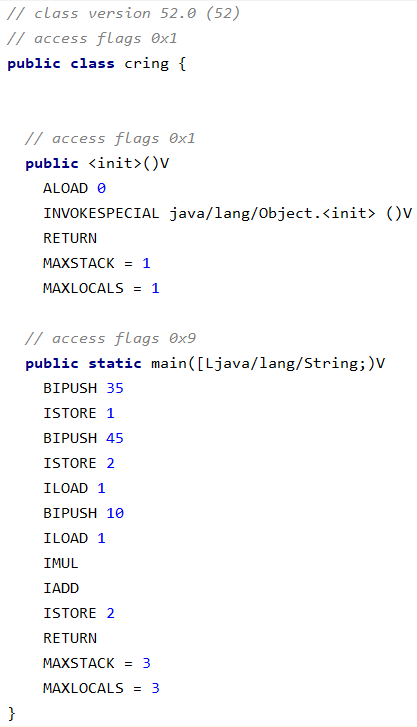 // class version 52.0 (52)
// access flags 0x1
public class cring {
// access flags 0x1
public <init>()V
ALOAD 0
INVOKESPECIAL java/lang/Object.<init> ()V
RETURN
MAXSTACK = 1
MAXLOCALS = 1
// access flags 0x9
public static main([Ljava/lang/String;)V
BIPUSH 35
ISTORE 1
BIPUSH 45
ISTORE 2
ILOAD 1
BIPUSH 10
ILOAD 1
IMUL
IADD
ISTORE 2
RETURN
MAXSTACK = 3
MAXLOCALS = 3
}